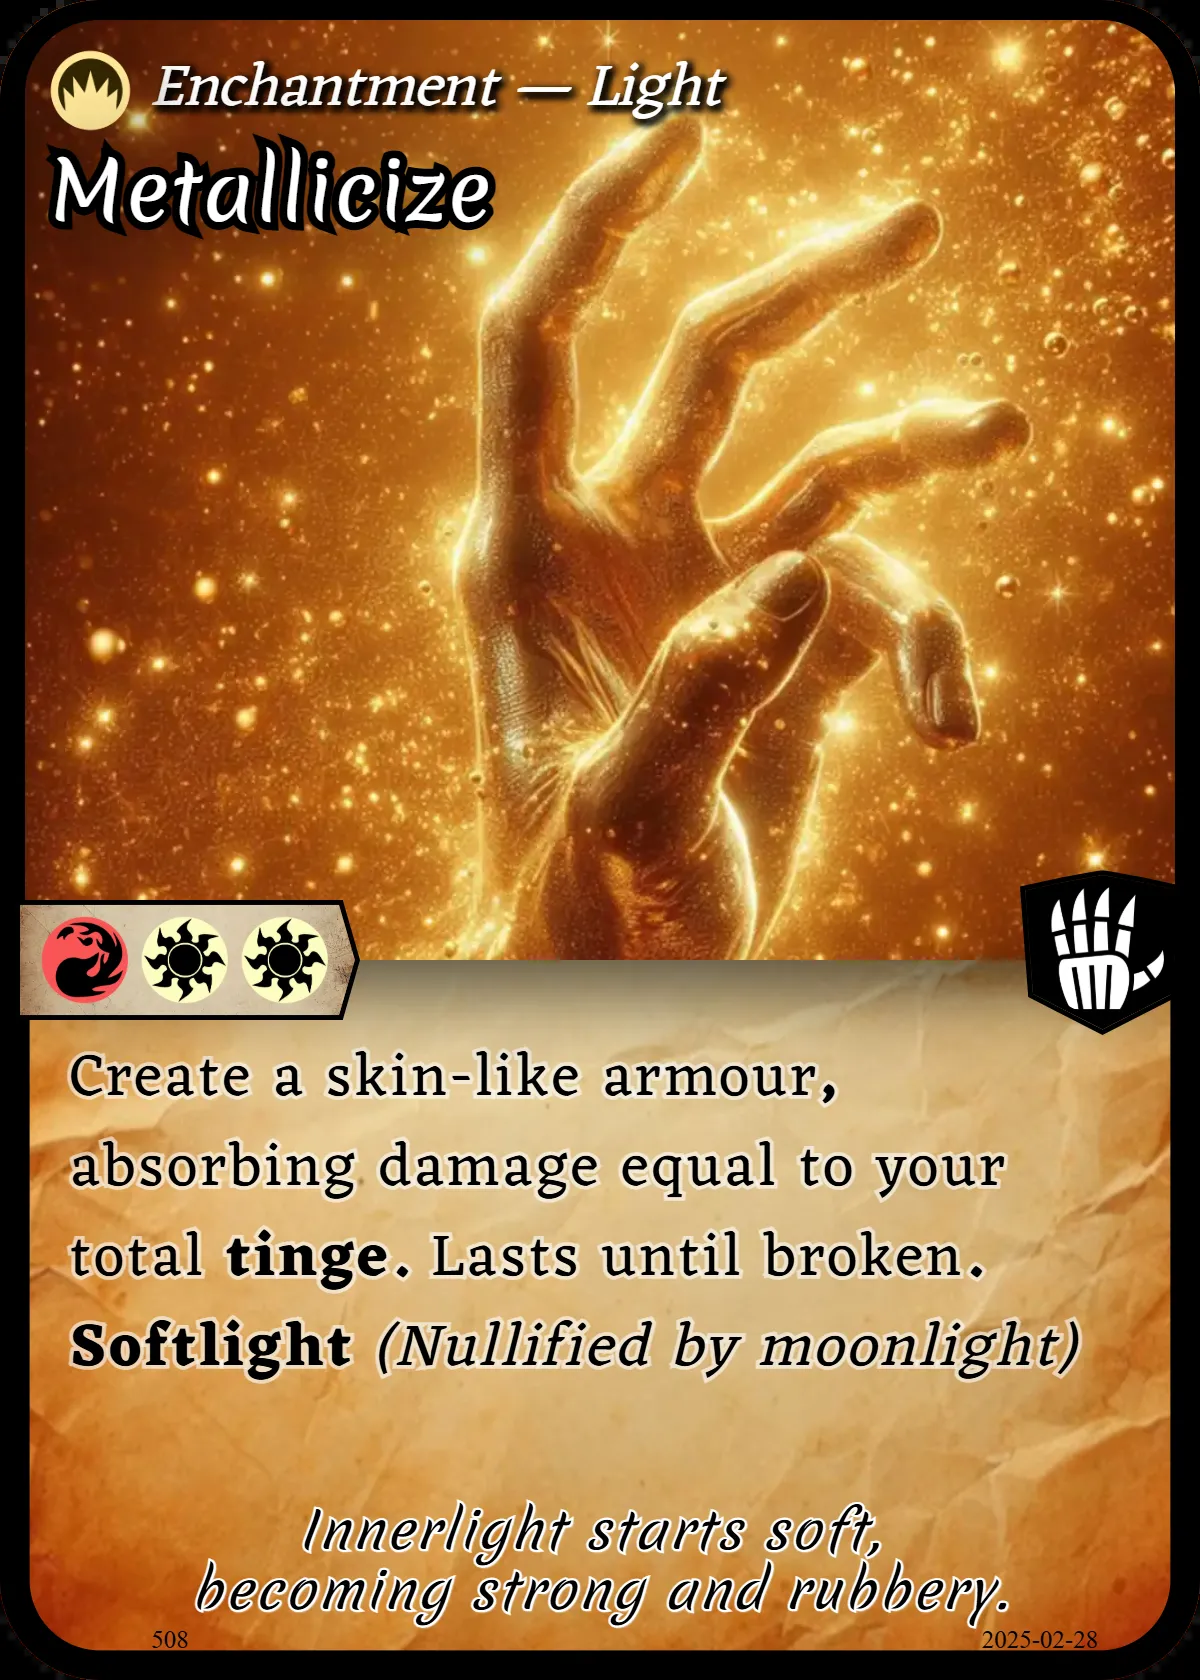 Enchantment — Light
Metallicize
Create a skin-like armour,
absorbing damage equal to your
total tinge. Lasts until broken.
Softlight (Nullified by moonlight)
Innerlight starts soft,
becoming strong and rubbery.
508
2025-02-28